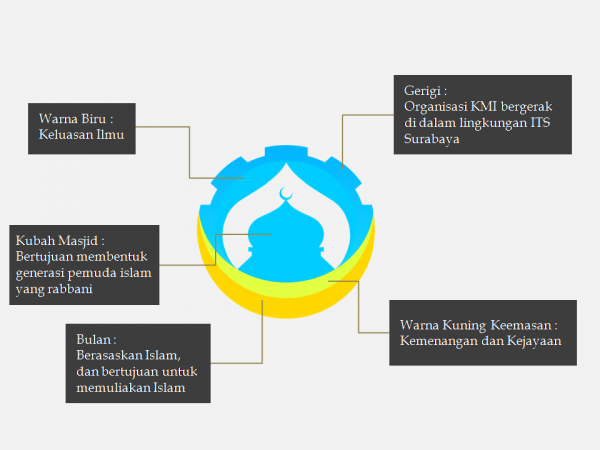 Gerigi :
Organisasi KMI bergerak
di dalam lingkungan ITS
Surabaya
Warna Biru :
Keluasan Ilmu
Kubah Masjid :
Bertujuan membentuk
generasi pemuda islam
yang rabbani
Warna Kuning Keemasan :
Kemenangan dan Kejayaan
Bulan :
Berasaskan Islam,
dan bertujuan untuk
memuliakan Islam